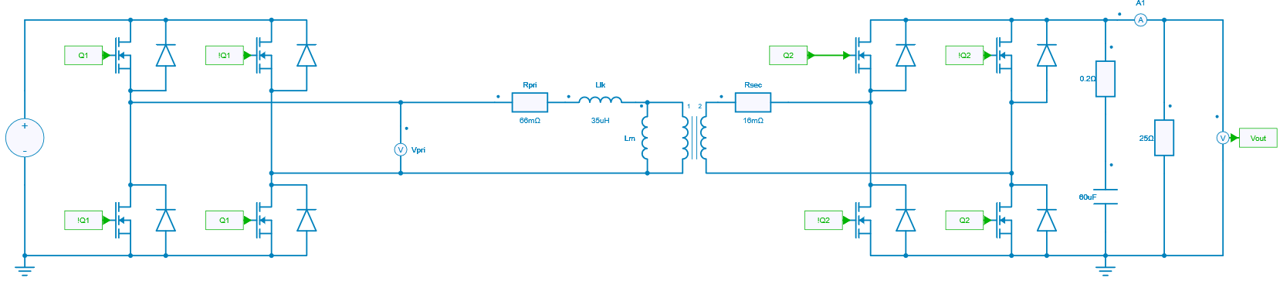 A1
Q1
!Q1
Q2
!Q2
+
-
Rpri
66mΩ
Llk
35uH
1
2
Rsec
16mΩ
0.2Ω
25Ω
V
Vpri
Lm
A
V
Vout
60uF
!Q1
Q1
!Q2
Q2